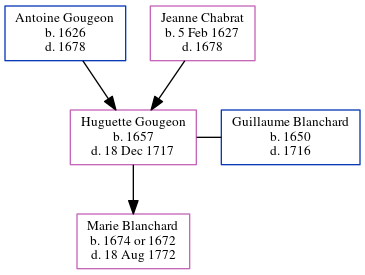 Antoine Gougeon
b. 1626
d. 1678
Jeanne Chabrat
b. 5 Feb 1627
d. 1678
Huguette Gougeon
b. 1657
d. 18 Dec 1717
Guillaume Blanchard
b. 1650
d. 1716
Marie Blanchard
b. 1674 or 1672
d. 18 Aug 1772